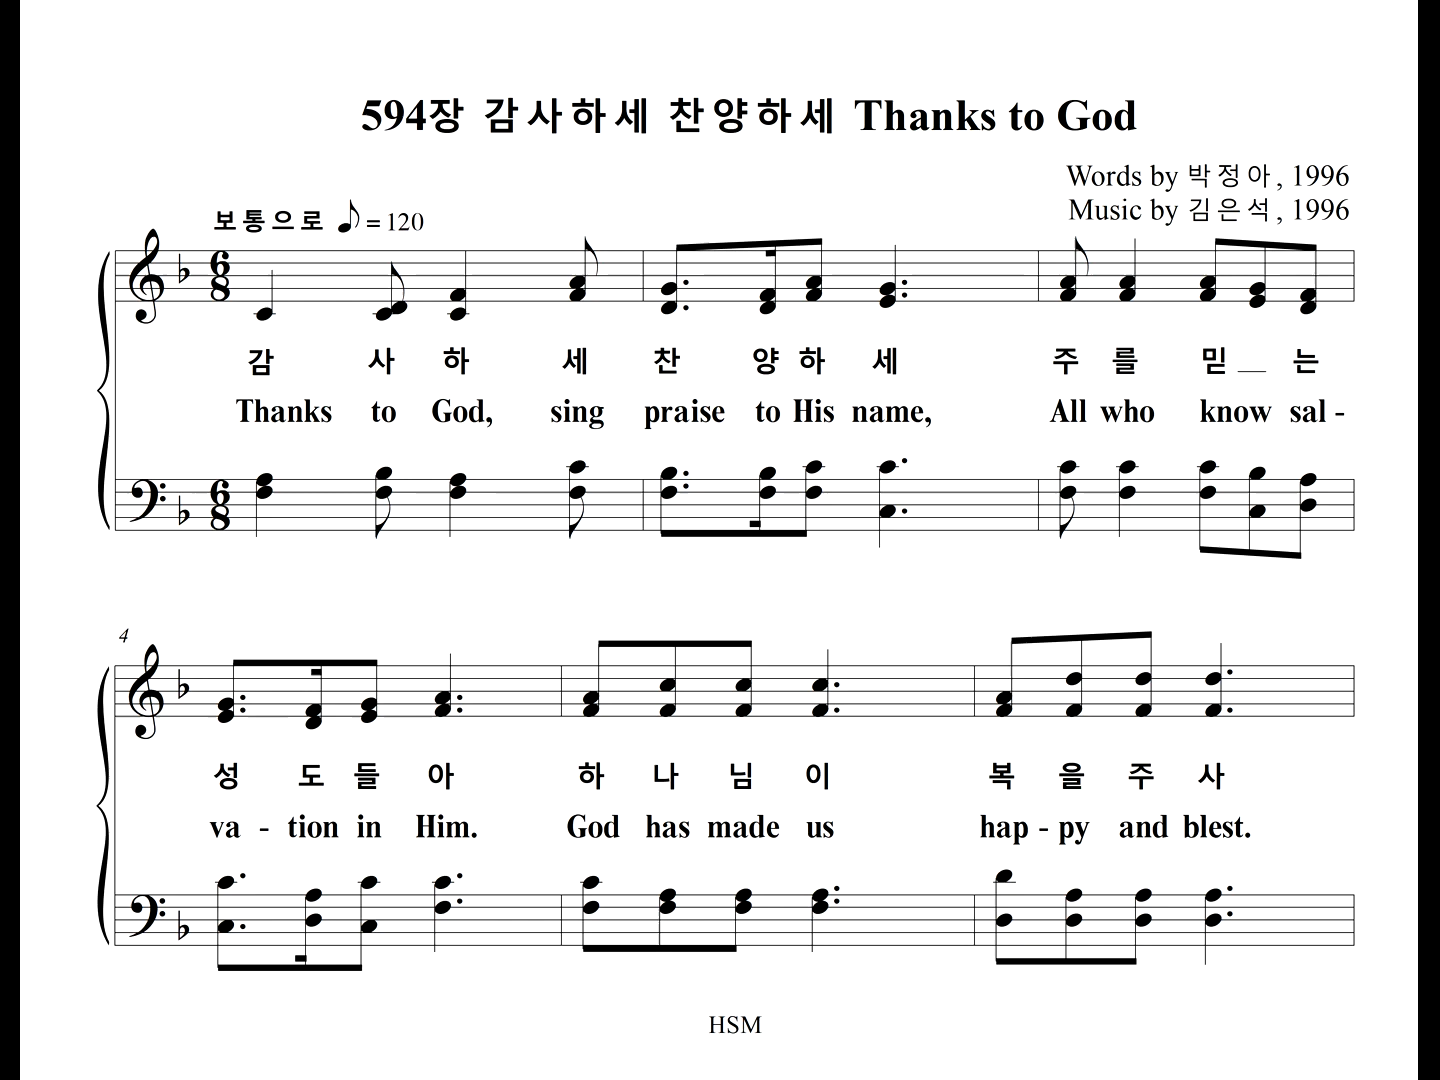 594장 감사하세 찬양하세 Thanks to God
Words by 박정아, 1996
Music by 김은석, 1996
보통으로 ♪ = 120
감 사 하 세 찬 양 하 세 주 를 믿 __ 는
Thanks to God, sing praise to His name, All who know sal -
4
성 도 들 아 하 나 님 이 복 을 주 사
va - tion in Him. God has made us hap - py and blest.
HSM